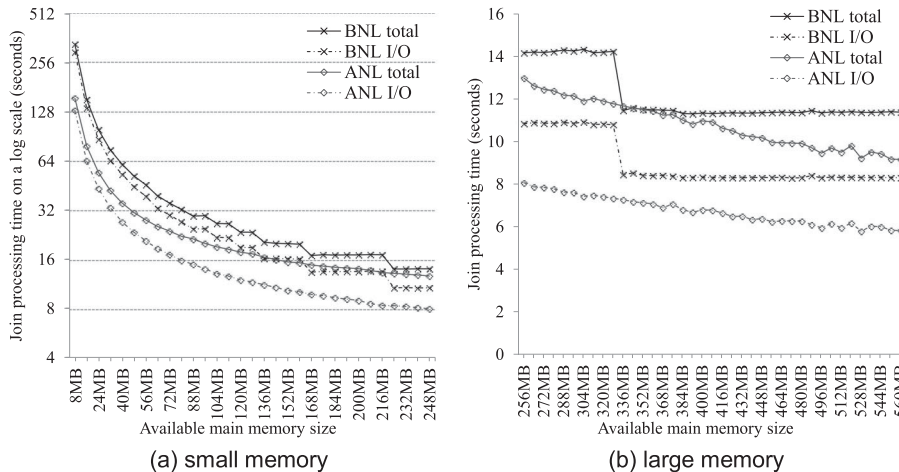 Join processing time on a log scale (seconds)
512
256
128
64
32
16
8
4
BNL total
BNL I/O
ANL total
ANL I/O
8MB
24MB
40MB
56MB
72MB
88MB
104MB
120MB
136MB
152MB
168MB
184MB
200MB
216MB
232MB
248MB
Available main memory size
(a) small memory
Join processing time (seconds)
16
14
12
10
8
6
4
2
0
BNL total
BNL I/O
ANL total
ANL I/O
256MB
272MB
288MB
304MB
320MB
336MB
352MB
368MB
384MB
400MB
416MB
432MB
448MB
464MB
480MB
496MB
512MB
528MB
544MB
560MB
Available main memory size
(b) large memory